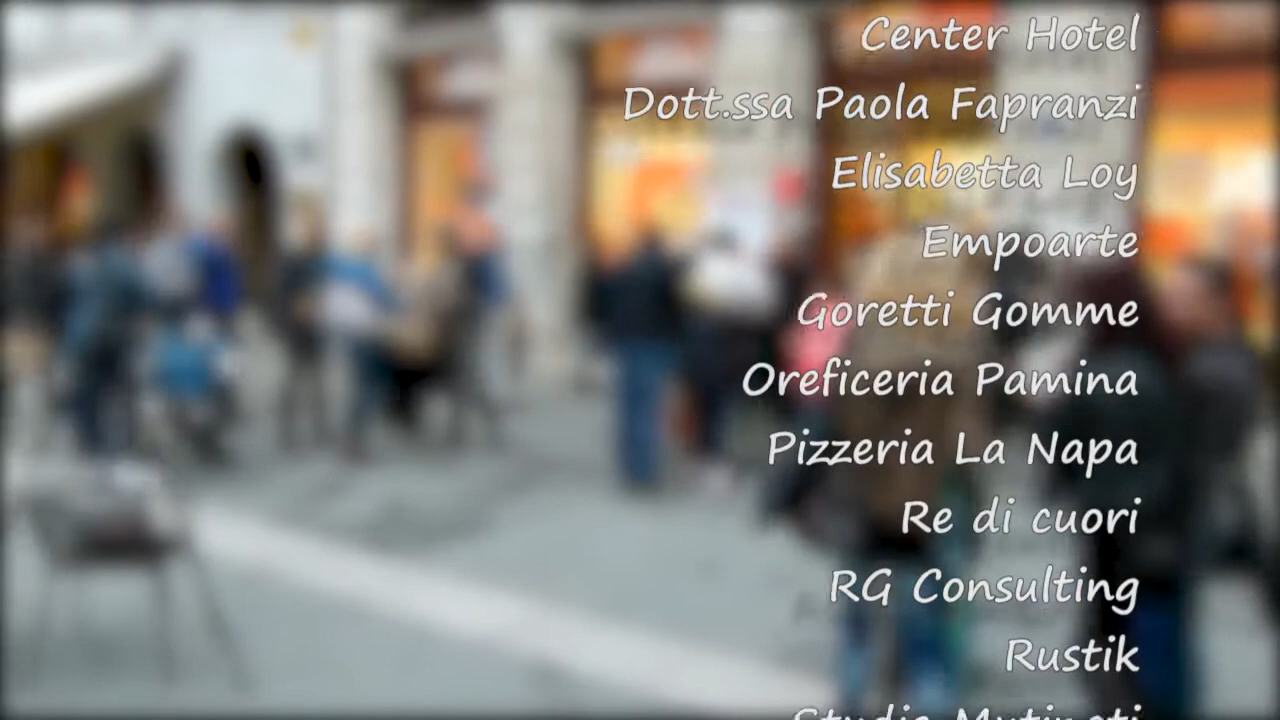 Center Hotel
Dott.ssa Paola Fapranzi
Elisabetta Loy
Empoarte
Goretti Gomme
Oreficeria Pamina
Pizzeria La Napa
Re di cuori
RG Consulting
Rustik
Studio